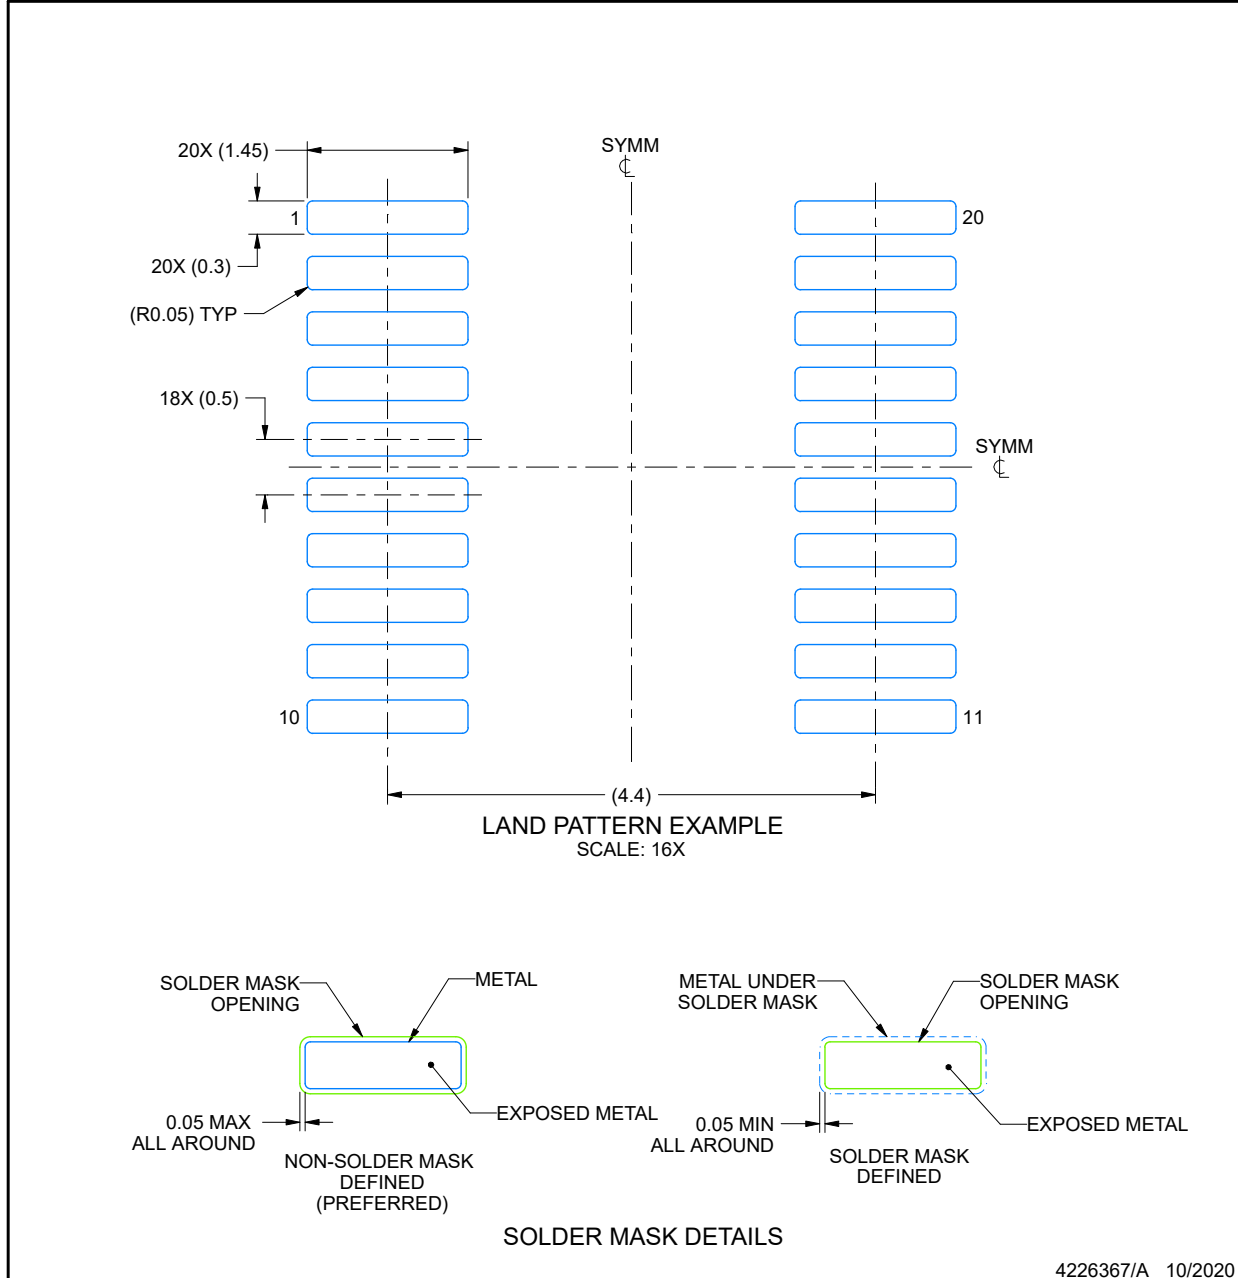 20X (1.45)
SYMM
1
20
20X (0.3)
(R0.05) TYP
18X (0.5)
SYMM
10
11
(4.4)
LAND PATTERN EXAMPLE
SCALE: 16X
SOLDER MASK
OPENING
METAL
EXPOSED METAL
0.05 MAX
ALL AROUND
NON-SOLDER MASK
DEFINED
(PREFERRED)
METAL UNDER
SOLDER MASK
SOLDER MASK
OPENING
EXPOSED METAL
0.05 MIN
ALL AROUND
SOLDER MASK
DEFINED
SOLDER MASK DETAILS
4226367/A 10/2020